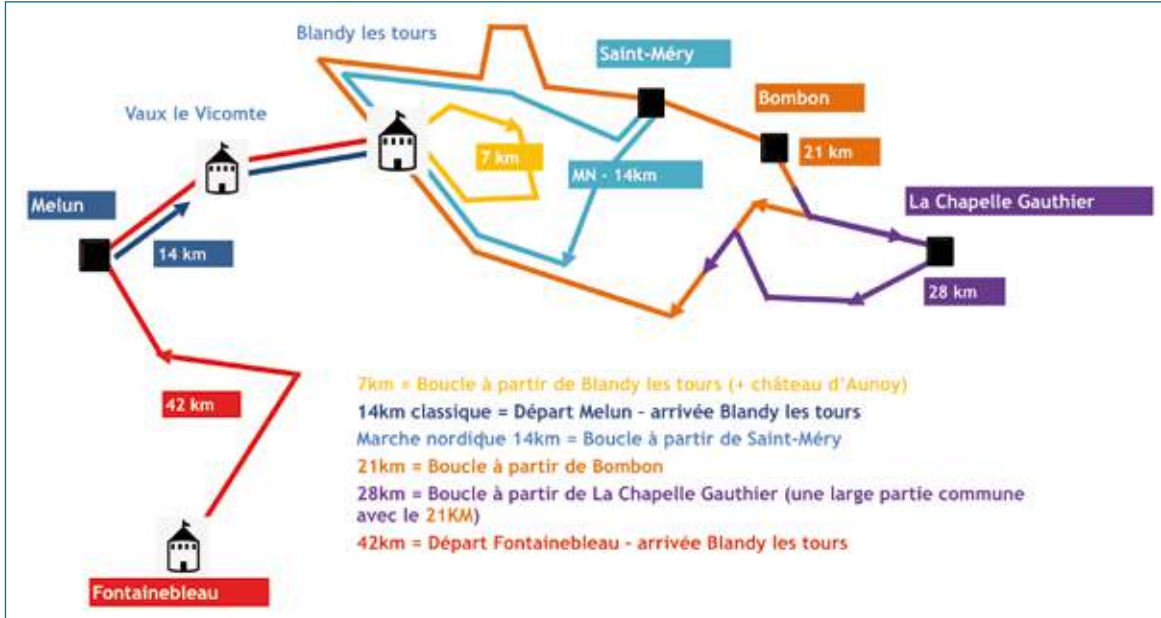 Blandy les tours
Saint-Méry
Bombon
Vaux le Vicomte
7 km
21 km
MN - 14km
Melun
La Chapelle Gauthier
14 km
28 km
42 km
7km = Boucle à partir de Blandy les tours (+ château d'Aunoy)
14km classique = Départ Melun - arrivée Blandy les tours
Marche nordique 14km = Boucle à partir de Saint-Méry
21km = Boucle à partir de Bombon
28km = Boucle à partir de La Chapelle Gauthier (une large partie commune
avec le 21KM)
42km = Départ Fontainebleau - arrivée Blandy les tours
Fontainebleau